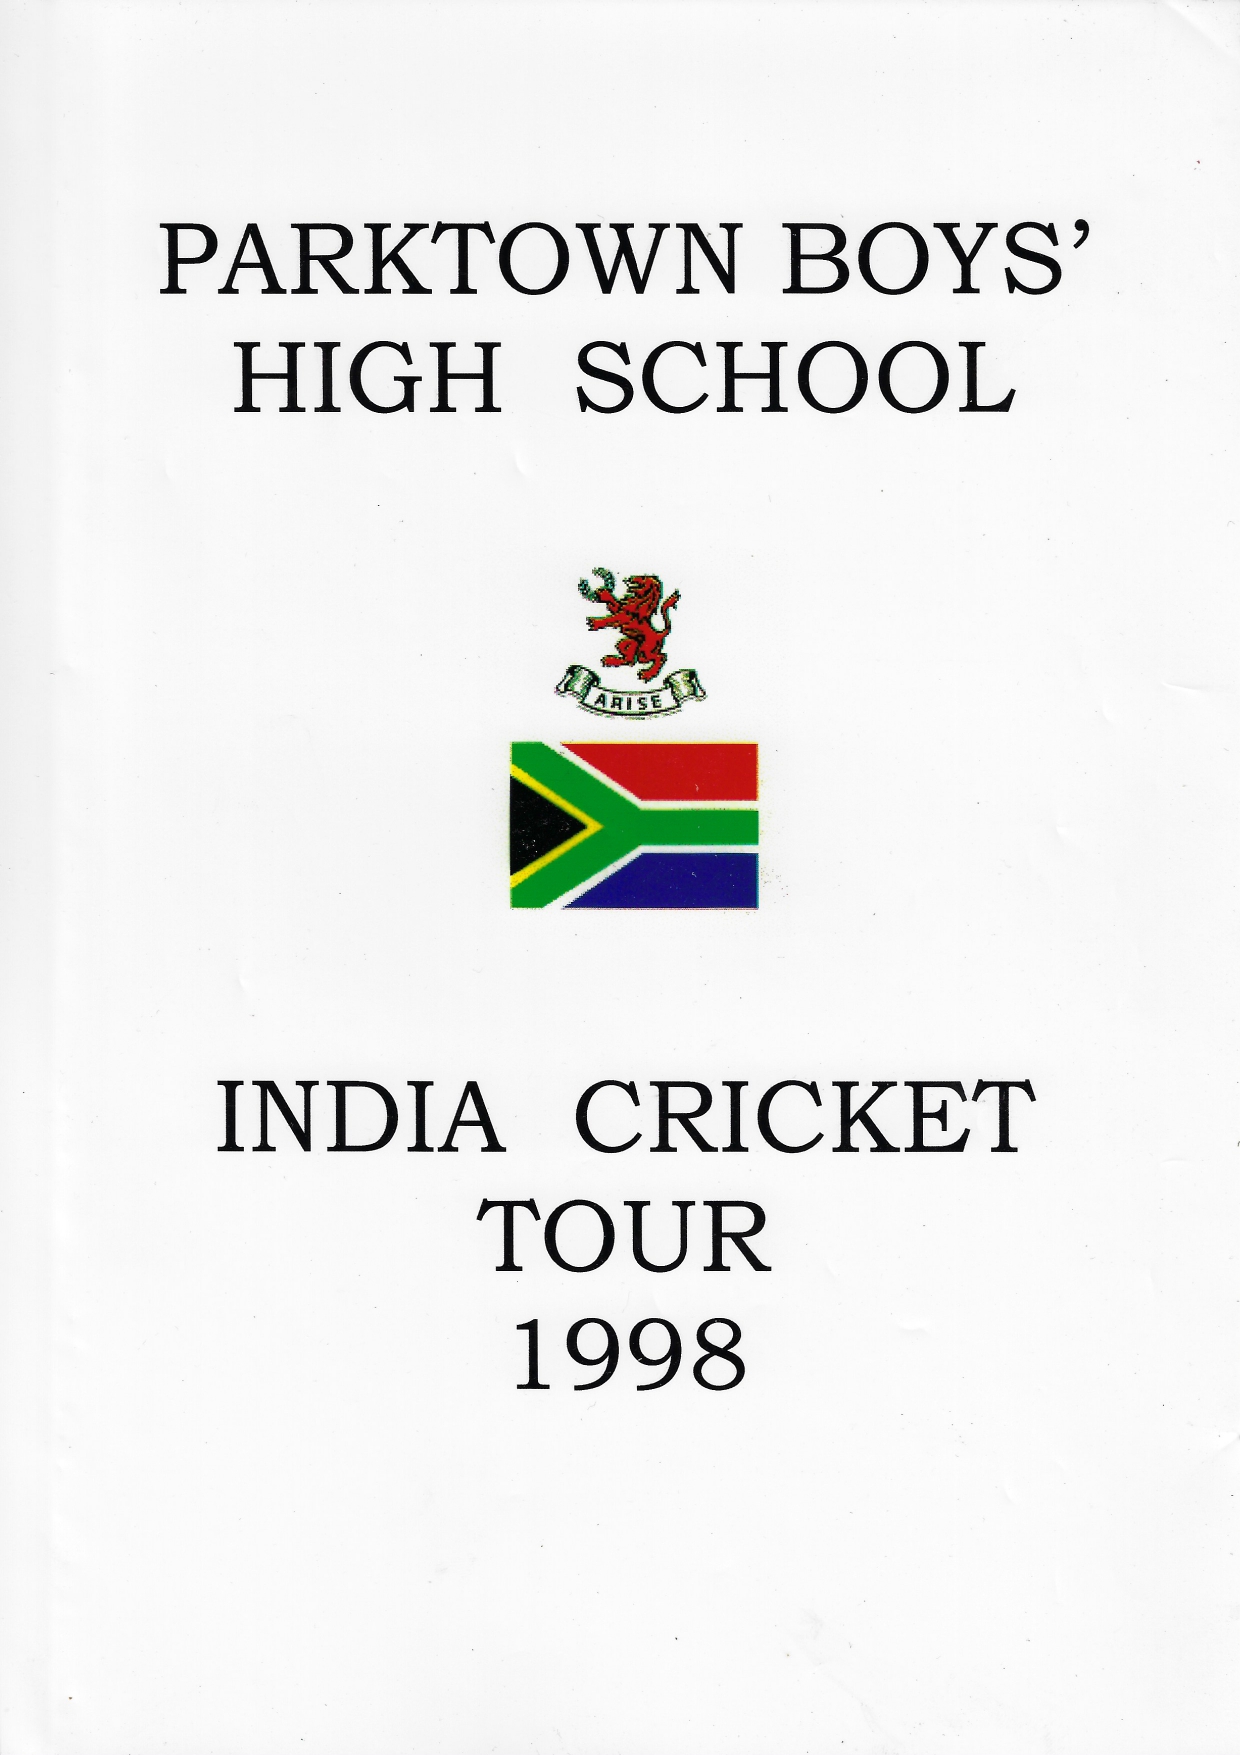 PARKTOWN BOYS’
HIGH SCHOOL
ARISE
INDIA CRICKET
TOUR
1998